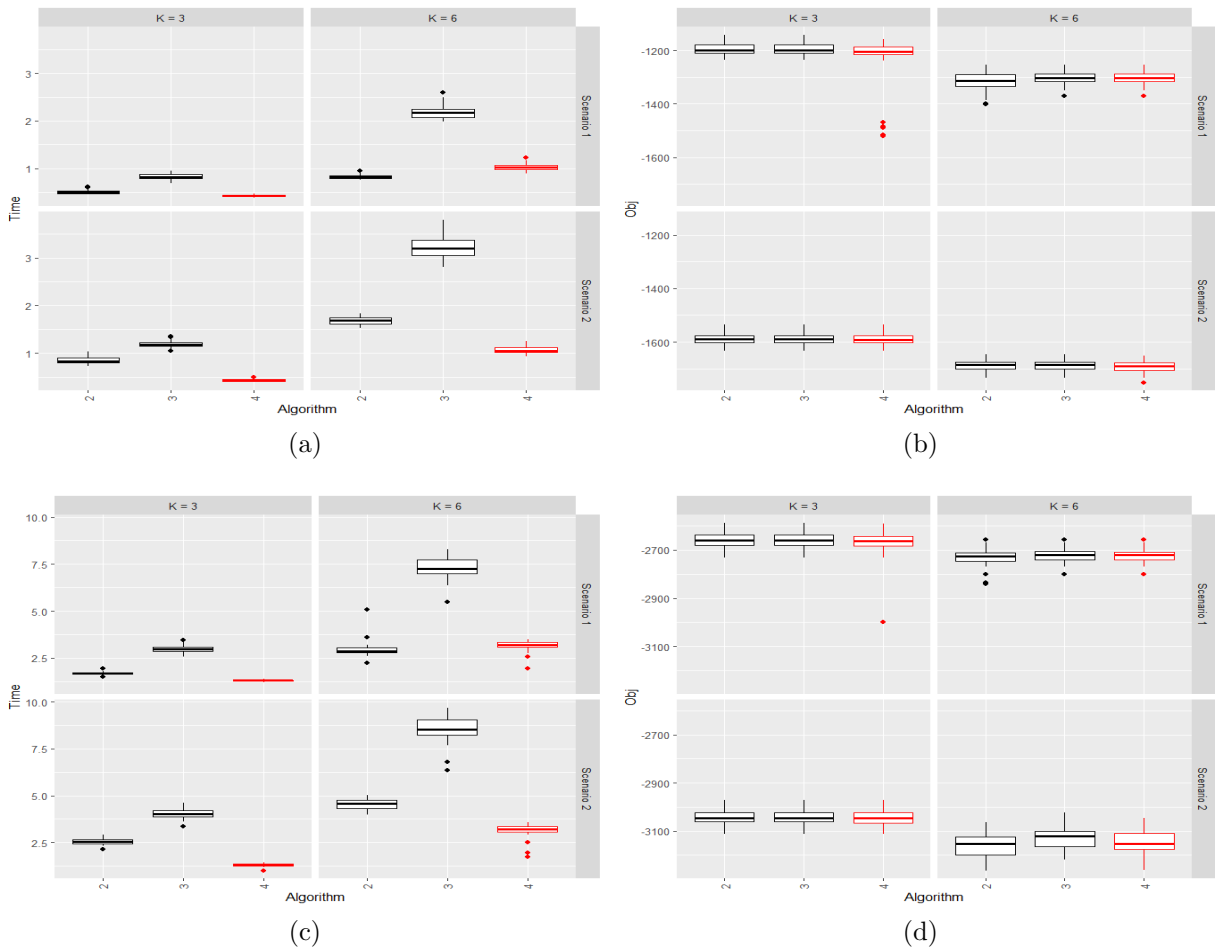 K = 3
K = 6
3
2
1
Scenario 1
3
2
1
Scenario 2
Time
2
3
4
2
3
4
Algorithm
(a)
K = 3
K = 6
-1200
-1400
-1600
Scenario 1
-1200
-1400
-1600
Scenario 2
Obj
2
3
4
2
3
4
Algorithm
(b)
K = 3
K = 6
10.0
7.5
5.0
2.5
Scenario 1
10.0
7.5
5.0
2.5
Scenario 2
Time
2
3
4
2
3
4
Algorithm
(c)
K = 3
K = 6
-2700
-2900
-3100
Scenario 1
-2700
-2900
-3100
Scenario 2
Obj
2
3
4
2
3
4
Algorithm
(d)